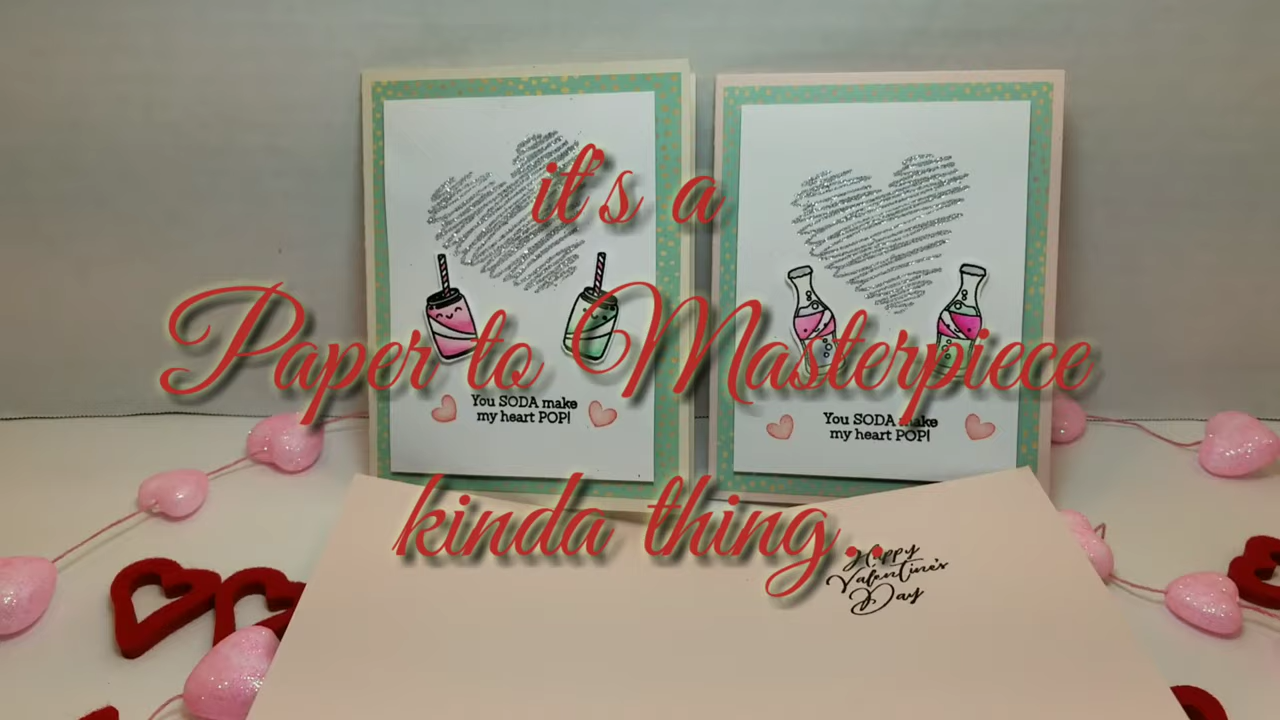 it's a
Paper to Masterpiece
kinda thing...
You SODA make
my heart POP!
You SODA make
my heart POP!
Happy
Valentine's
Day